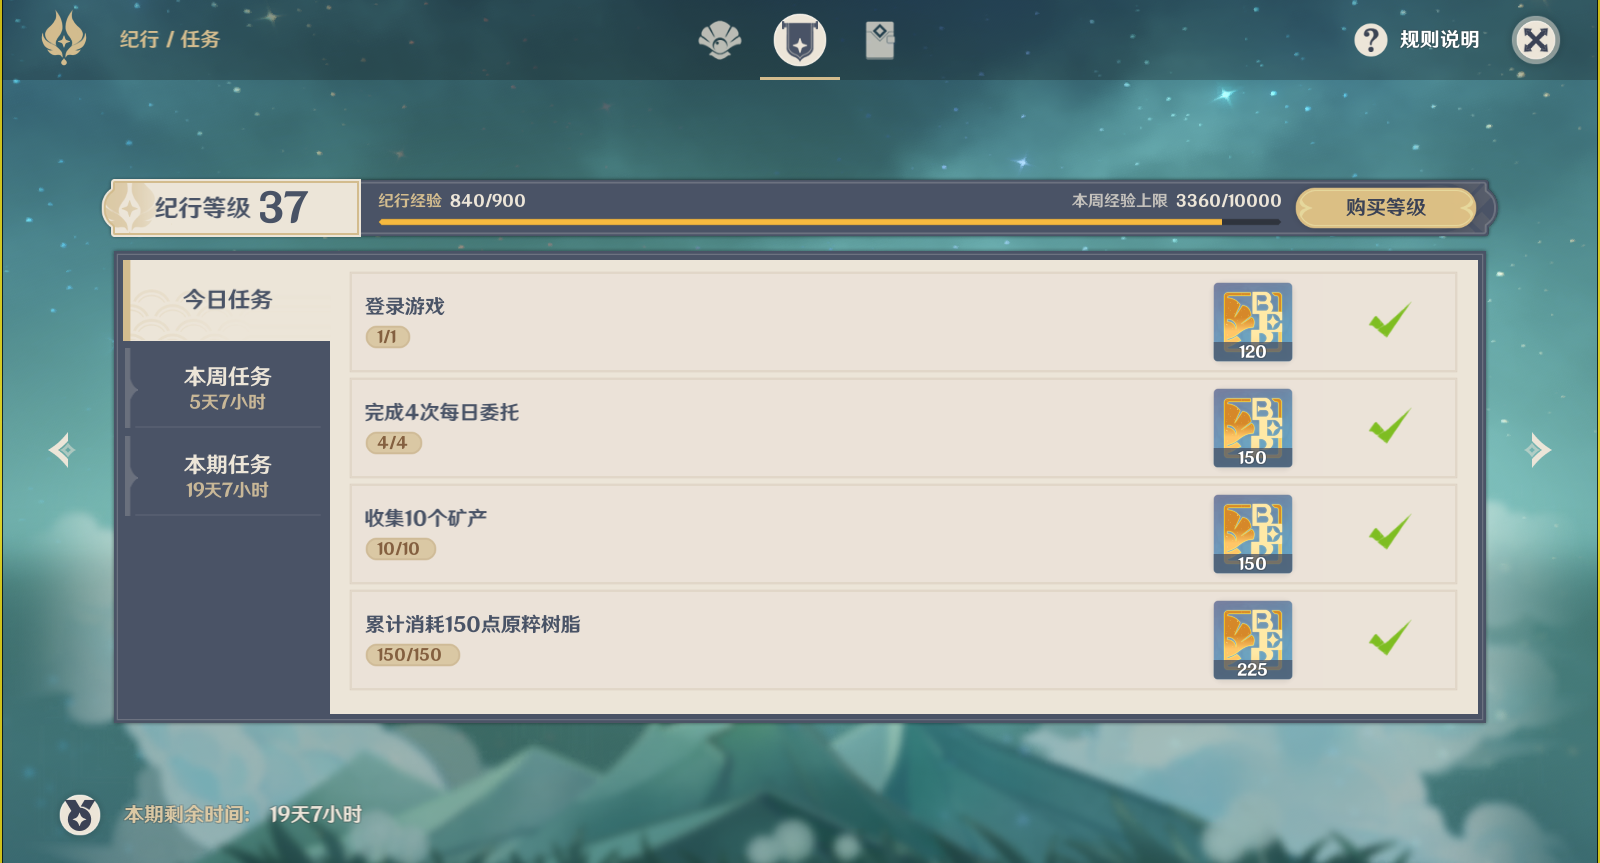 纪行 / 任务
规则说明
纪行等级 37
纪行经验 840/900
本周经验上限 3360/10000
购买等级
今日任务
本周任务
5天7小时
本期任务
19天7小时
登录游戏
1/1
120
完成4次每日委托
4/4
150
收集10个矿产
10/10
150
累计消耗150点原粹树脂
150/150
225
本期剩余时间: 19天7小时